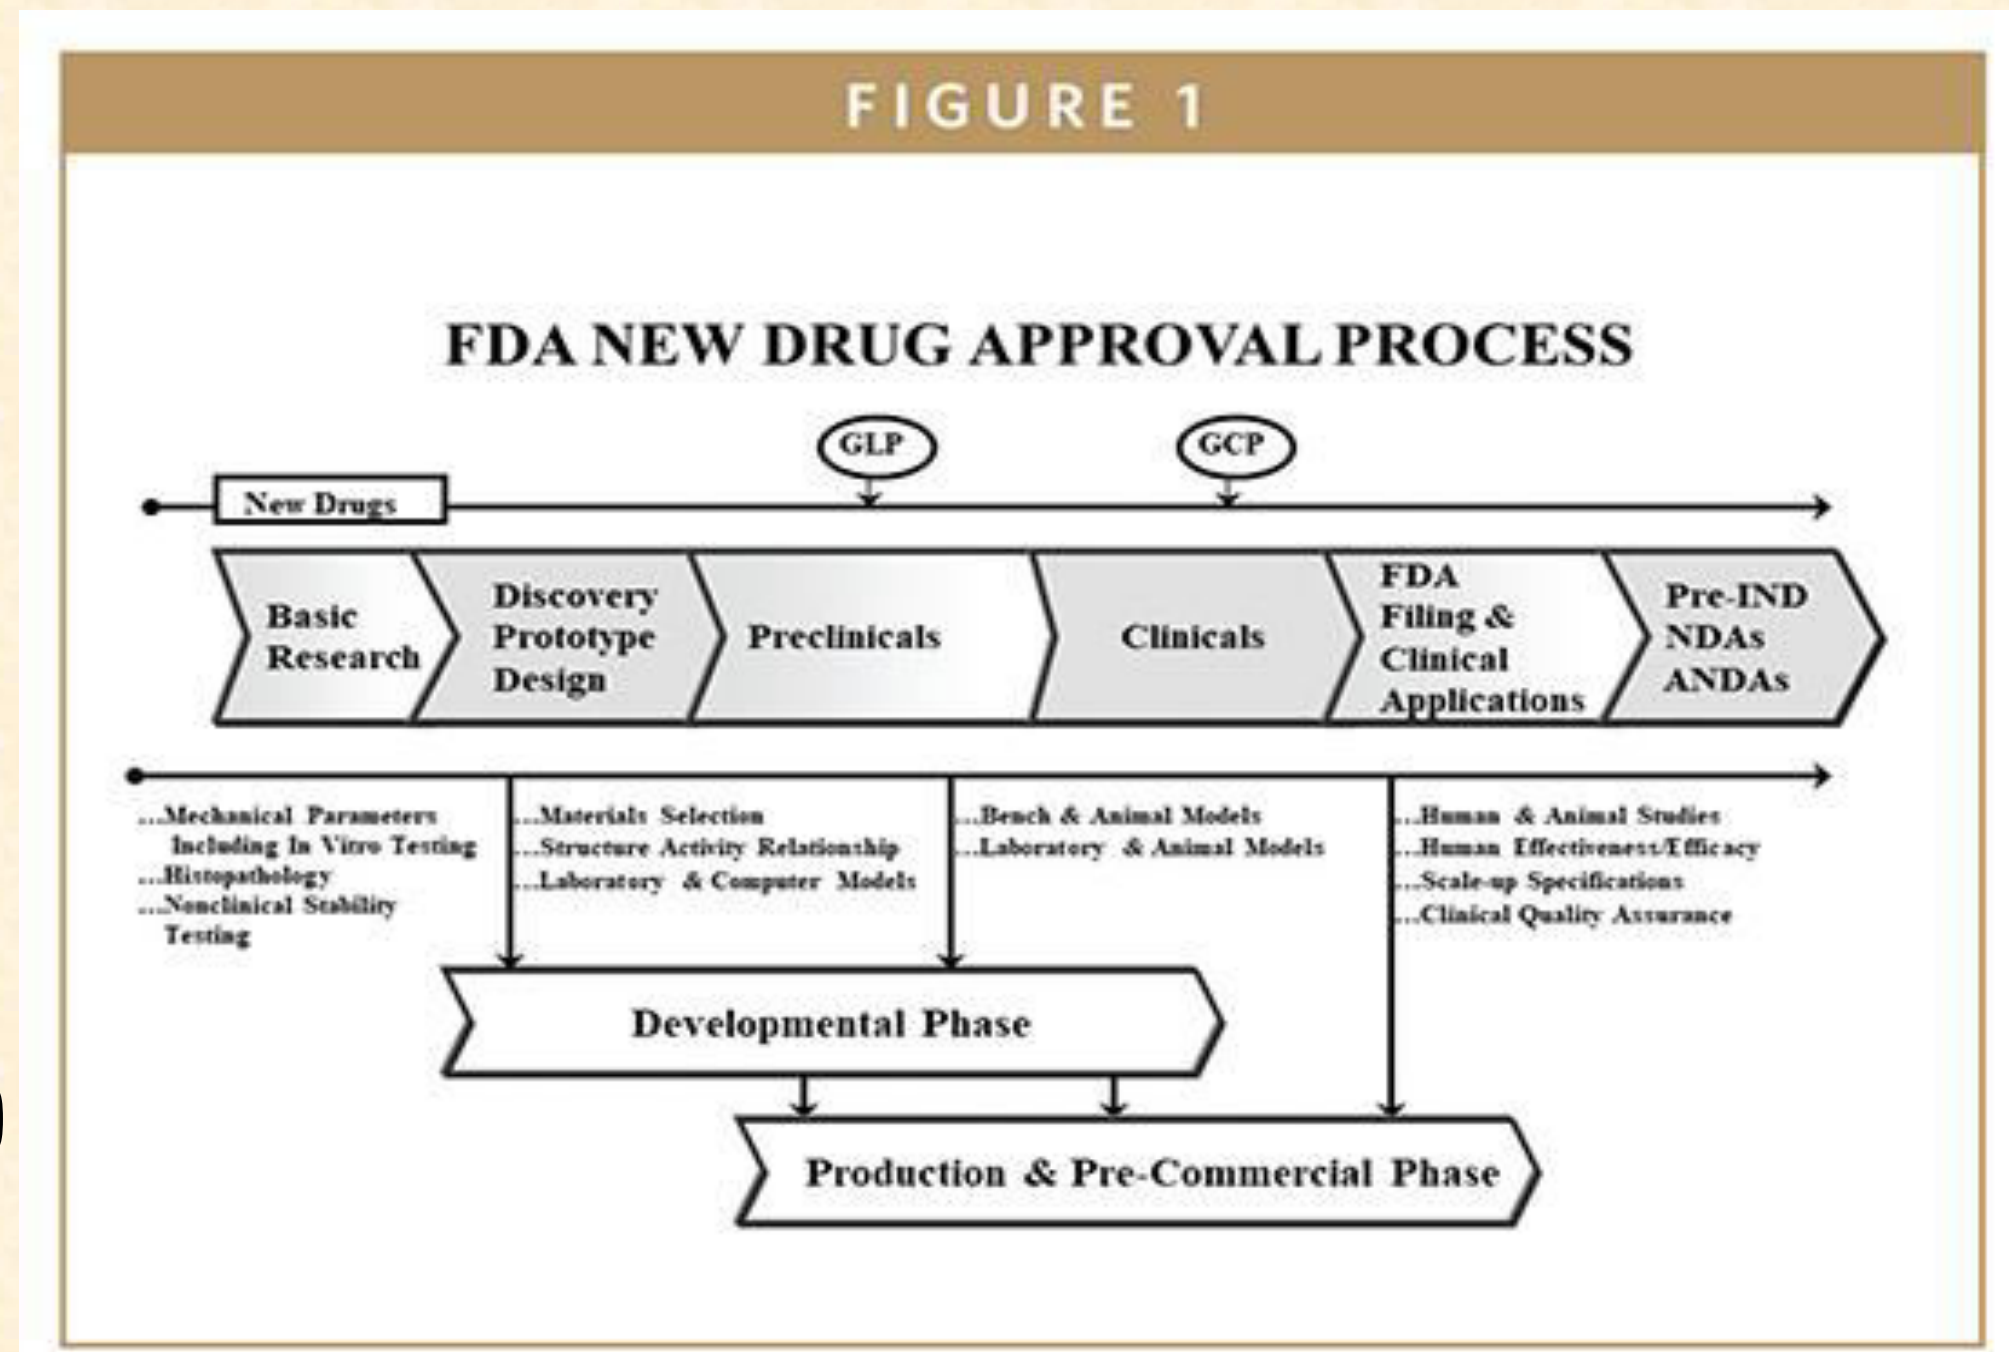 FIGURE 1
FDA NEW DRUG APPROVAL PROCESS
GLP
GCP
New Drugs
Basic
Research
Discovery
Prototype
Design
Preclinicals
Clinicals
FDA
Filing &
Clinical
Applications
Pre-IND
NDAs
ANDAs
...Mechanical Parameters
Including In Vitro Testing
...Histopathology
...Nonclinical Stability
Testing
...Materials Selection
...Structure Activity Relationship
...Laboratory & Computer Models
...Bench & Animal Models
...Laboratory & Animal Models
...Human & Animal Studies
...Human Effectiveness/Efficacy
...Scale-up Specifications
...Clinical Quality Assurance
Developmental Phase
Production & Pre-Commercial Phase
)